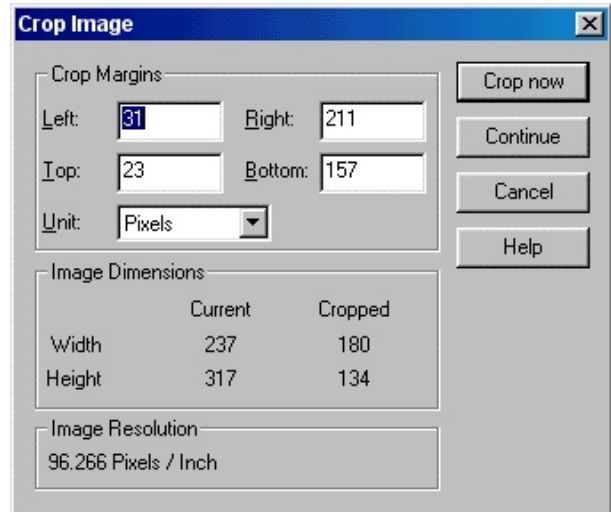 Crop Image
Crop Margins
Left: 31 Right: 211
Top: 23 Bottom: 157
Unit: Pixels
Crop now
Continue
Cancel
Help
Image Dimensions
Current Cropped
Width 237 180
Height 317 134
Image Resolution
96.266 Pixels / Inch